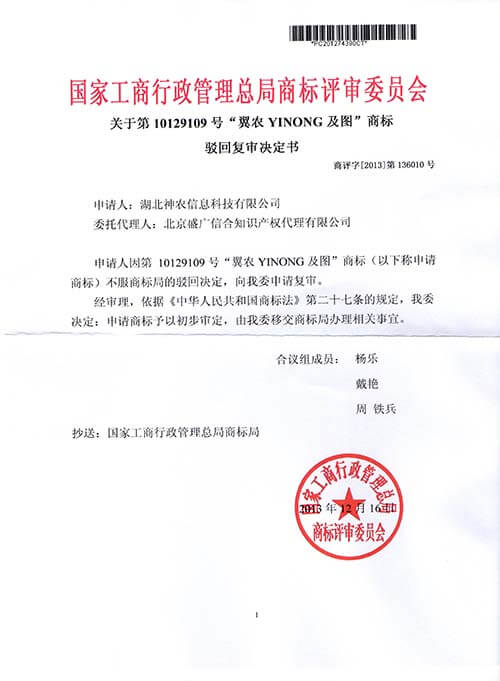 *PC201274390CT*
国家工商行政管理总局商标评审委员会
关于第 10129109 号“翼农 YINONG 及图”商标
驳回复审决定书
商评字[2013]第 136010 号
申请人：湖北神农信息科技有限公司
委托代理人：北京盛广信合知识产权代理有限公司
申请人因第 10129109 号“翼农 YINONG 及图”商标（以下称申请
商标）不服商标局的驳回决定，向我委申请复审。
经审理，依据《中华人民共和国商标法》第二十七条的规定，我委
决定：申请商标予以初步审定，由我委移交商标局办理相关事宜。
合议组成员： 杨乐
戴艳
周 铁兵
抄送：国家工商行政管理总局商标局
国家工商行政管理总局
2013 年 12 月 16 日
商标评审委员会
1